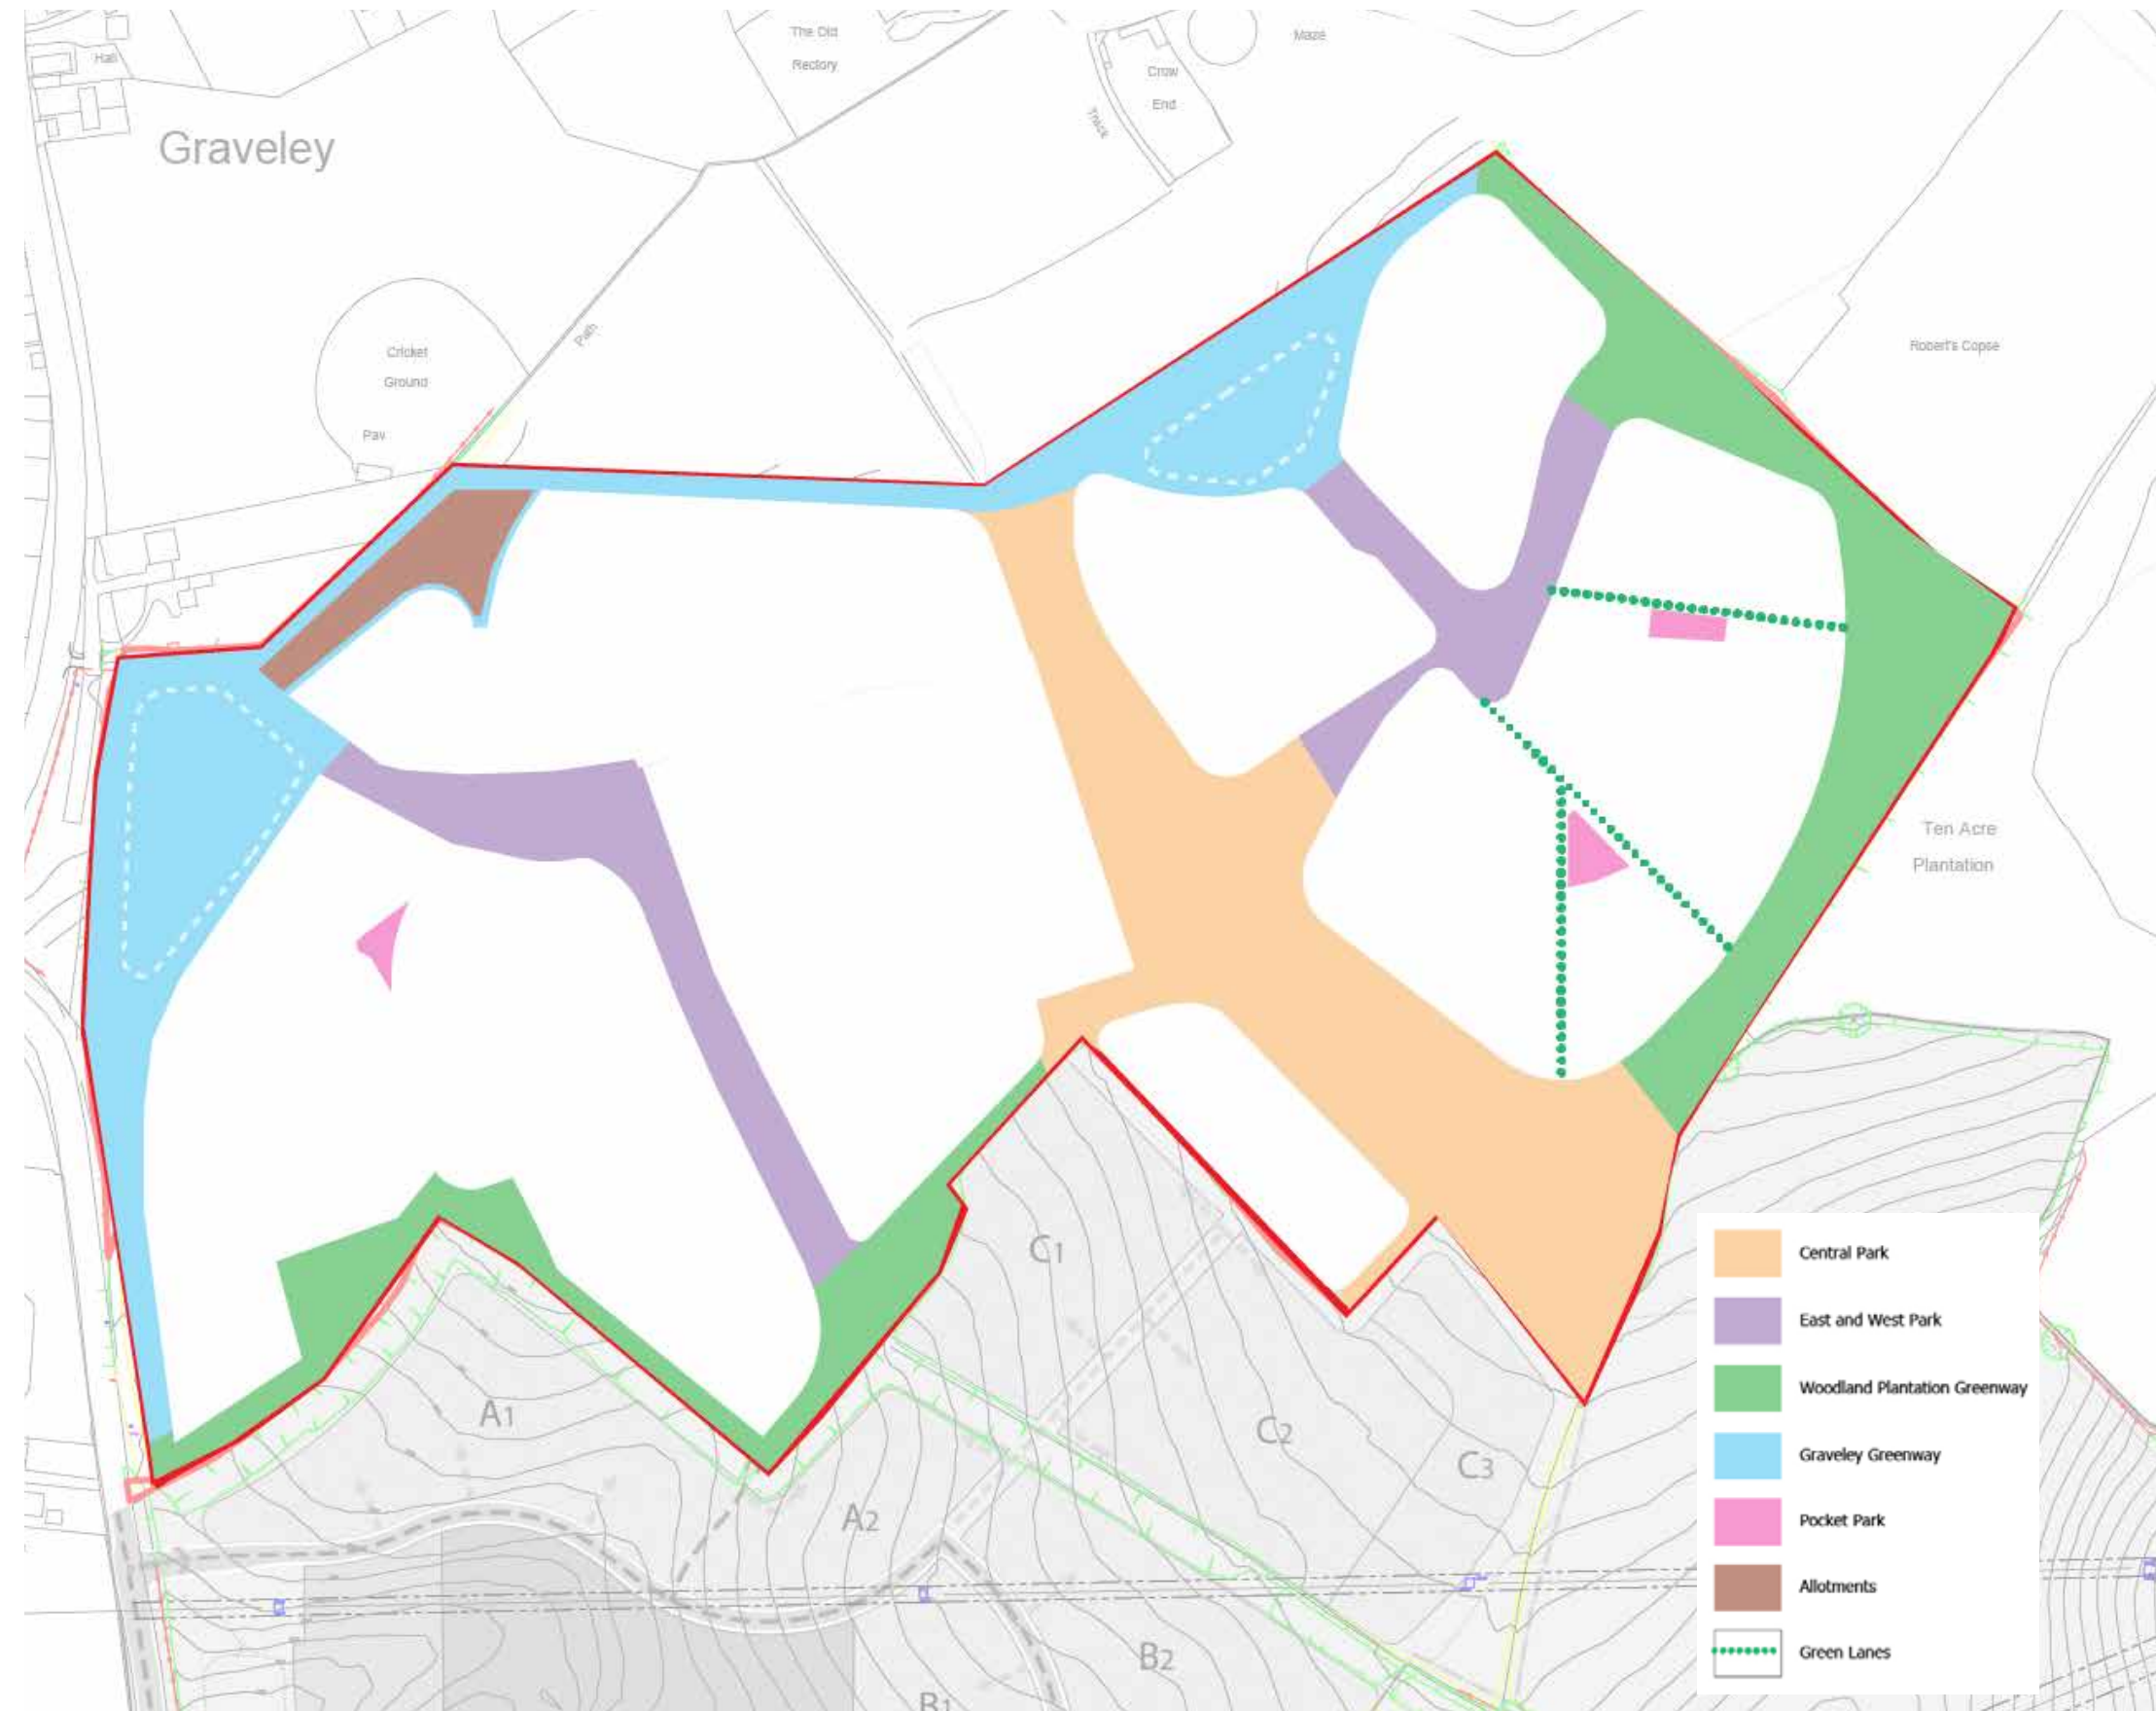 Hall
The Old
Rectory
Maze
Crow
End
Track
Graveley
Path
Cricket
Ground
Robert's Copse
Pav
Ten Acre
Plantation
Central Park
C1
East and West Park
Woodland Plantation Greenway
A1
C2
Graveley Greenway
C3
A2
Pocket Park
Allotments
B2
Green Lanes
B1